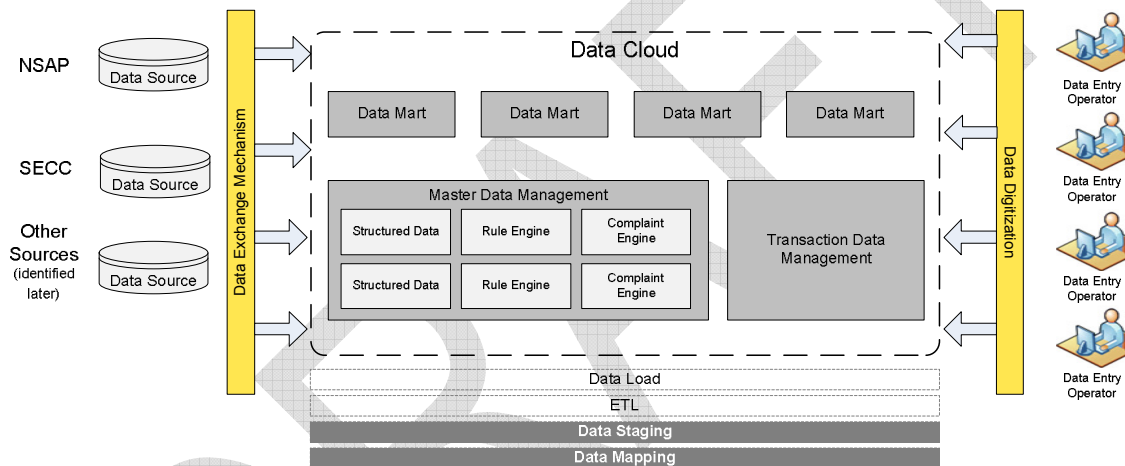 NSAP
Data Source
SECC
Data Source
Other
Sources
(identified
later)
Data Source
Data Exchange Mechanism
Data Cloud
Data Mart
Data Mart
Data Mart
Data Mart
Master Data Management
Structured Data
Rule Engine
Complaint
Engine
Structured Data
Rule Engine
Complaint
Engine
Transaction Data
Management
Data Load
ETL
Data Staging
Data Mapping
Data Digitization
Data Entry
Operator
Data Entry
Operator
Data Entry
Operator
Data Entry
Operator